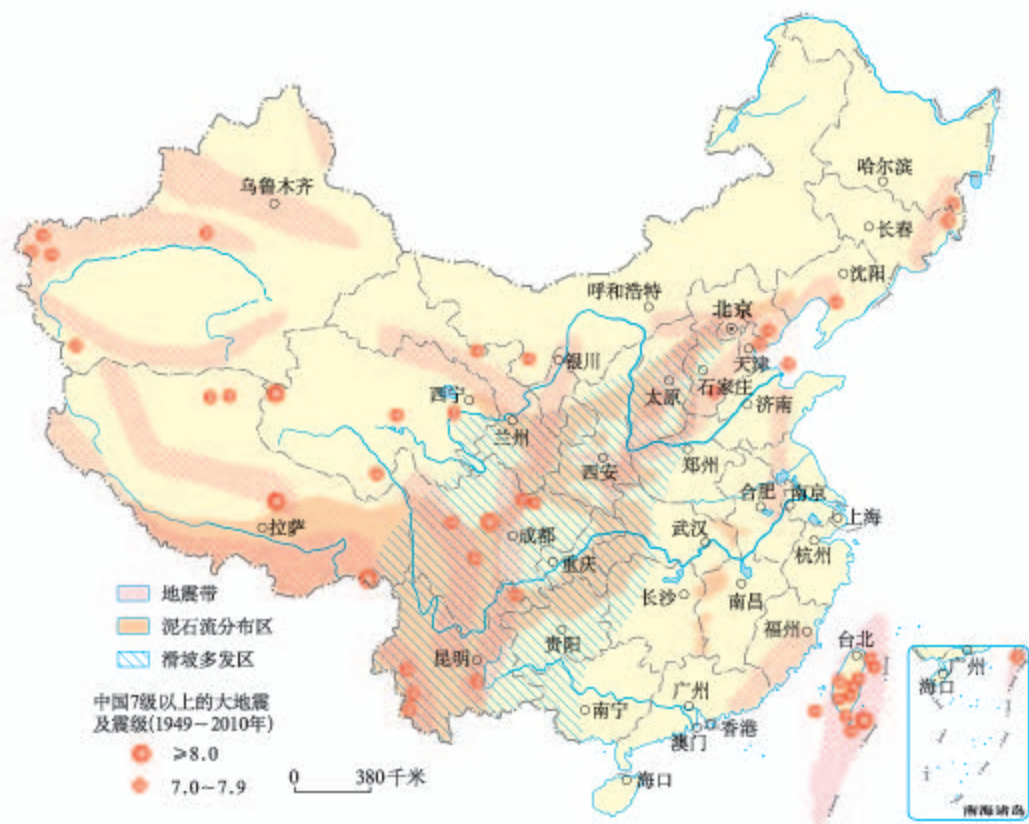 哈尔滨
乌鲁木齐
长春
沈阳
呼和浩特
北京
天津
银川
石家庄
太原
西宁
济南
兰州
郑州
西安
合肥
南京
上海
拉萨
成都
武汉
杭州
重庆
长沙
南昌
贵阳
福州
昆明
台北
广州
南宁
香港
澳门
海口
地震带
泥石流分布区
滑坡多发区
中国7级以上的大地震
及震级(1949~2010年)
≥8.0
7.0~7.9
0 380千米
广州
海口
南海诸岛